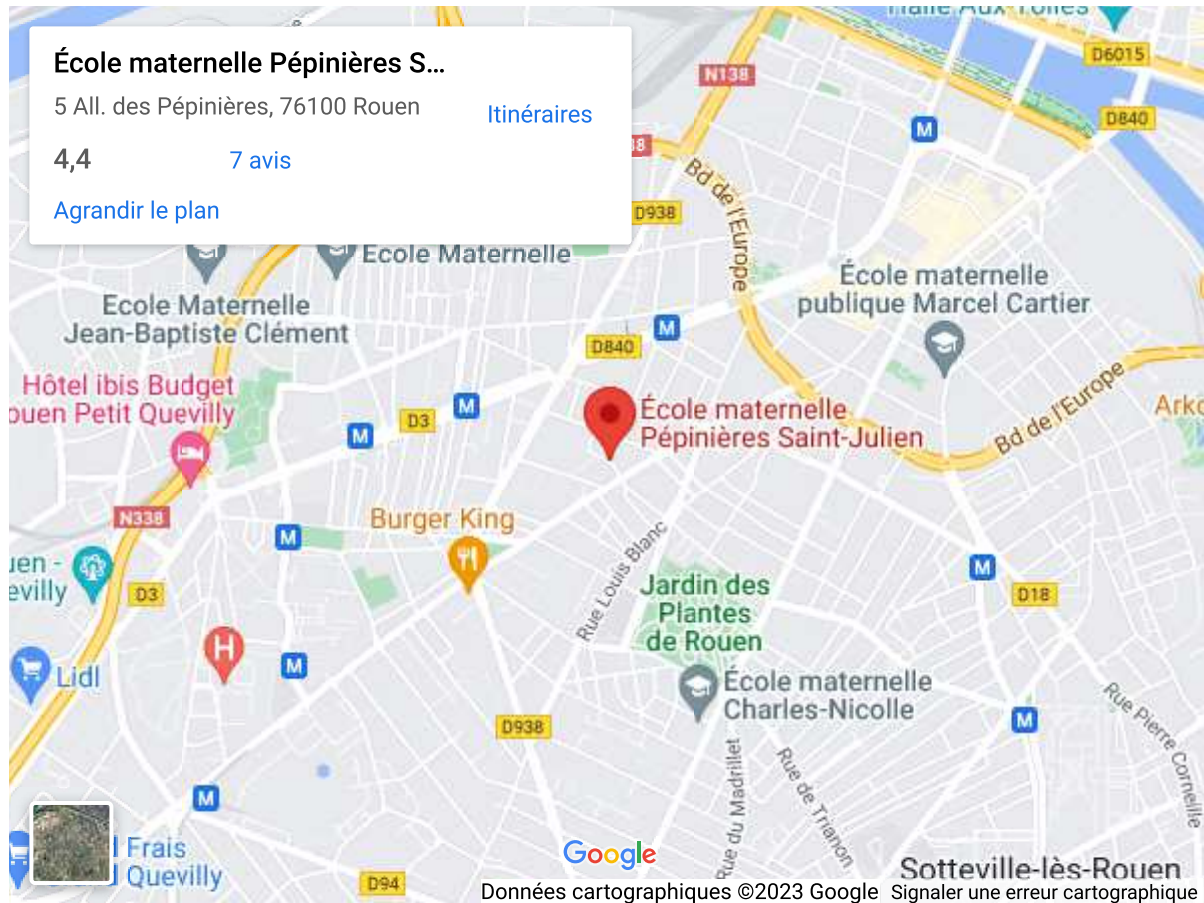 École maternelle Pépinières S...
5 All. des Pépinières, 76100 Rouen
Itinéraires
4,4
7 avis
Agrandir le plan
D6015
N138
D840
M
Bd de l'Europe
D938
Ecole Maternelle
École maternelle
publique Marcel Cartier
Ecole Maternelle
Jean-Baptiste Clément
M
D840
Hôtel ibis Budget
Petit Quevilly
M
D3
M
École maternelle
Pépinières Saint-Julien
Bd de l'Europe
N338
Burger King
M
Rue Louis Blanc
M
D3
Jardin des
Plantes
de Rouen
D18
H
M
Lidl
École maternelle
Charles-Nicolle
M
D938
Rue Pierre Corneille
Rue du Madrillet
Rue de Trianon
M
Frais
Quevilly
D94
Google
Sotteville-lès-Rouen
Données cartographiques ©2023 Google
Signaler une erreur cartographique